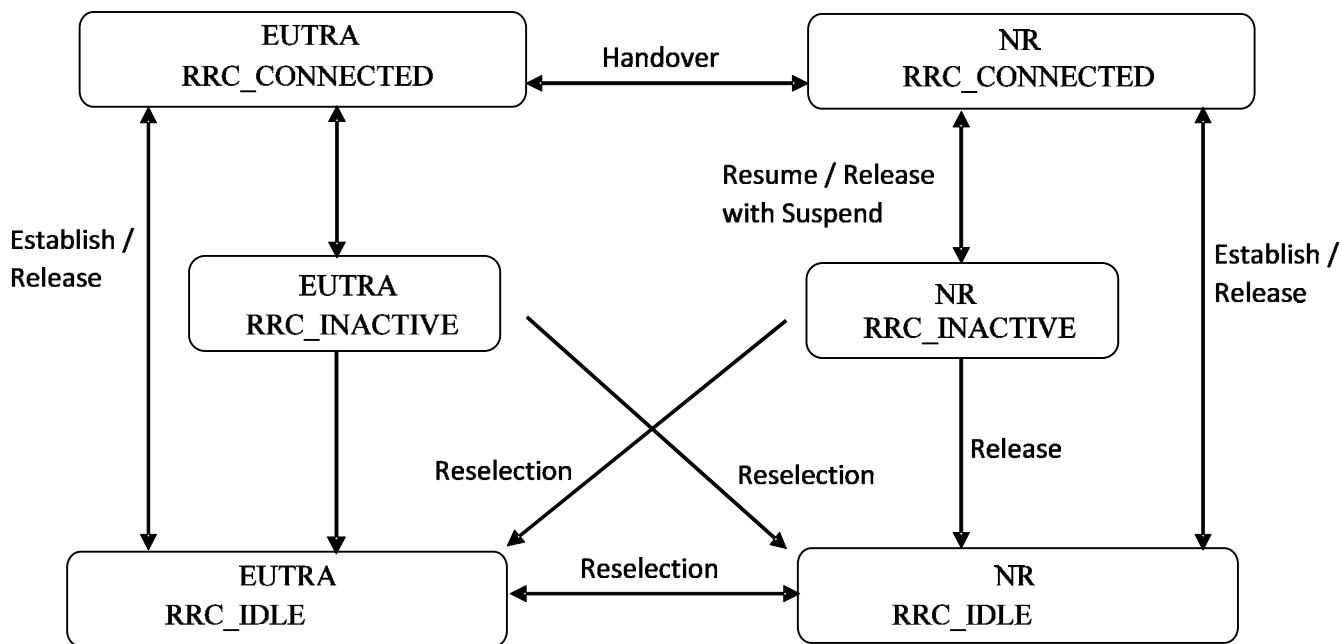 EUTRA
RRC_CONNECTED
Handover
NR
RRC_CONNECTED
Establish /
Release
Resume / Release
with Suspend
Establish /
Release
EUTRA
RRC_INACTIVE
NR
RRC_INACTIVE
Reselection
Reselection
Release
EUTRA
RRC_IDLE
Reselection
NR
RRC_IDLE